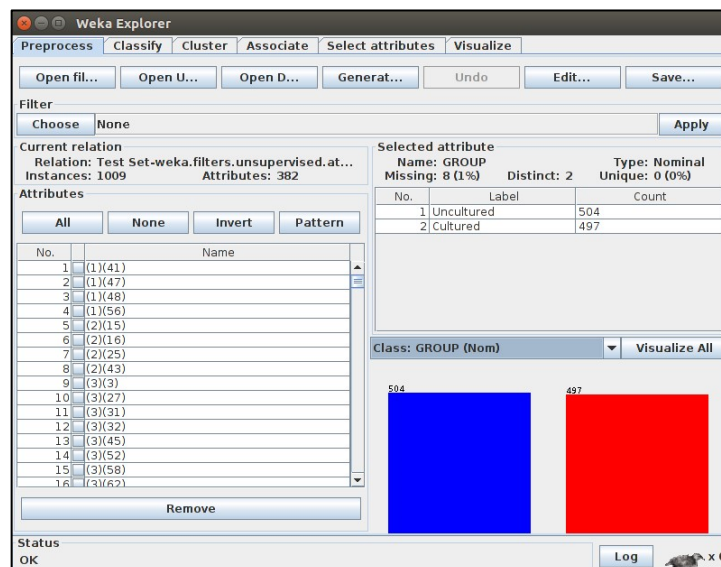 Weka Explorer
Preprocess Classify Cluster Associate Select attributes Visualize
Open fil... Open U... Open D... Generat... Undo Edit... Save...
Filter
Choose None Apply
Current relation
Relation: Test Set-weka.filters.unsupervised.at...
Instances: 1009 Attributes: 382
Attributes
All None Invert Pattern
No. Name
1 (1)(41)
2 (1)(47)
3 (1)(48)
4 (1)(56)
5 (2)(15)
6 (2)(16)
7 (2)(25)
8 (2)(43)
9 (3)(3)
10 (3)(27)
11 (3)(31)
12 (3)(32)
13 (3)(45)
14 (3)(52)
15 (3)(58)
16 (3)(62)
Remove
Selected attribute
Name: GROUP Type: Nominal
Missing: 8 (1%) Distinct: 2 Unique: 0 (0%)
No. Label Count
1 Uncultured 504
2 Cultured 497
Class: GROUP (Nom) Visualize All
504 497
Status
OK
Log x